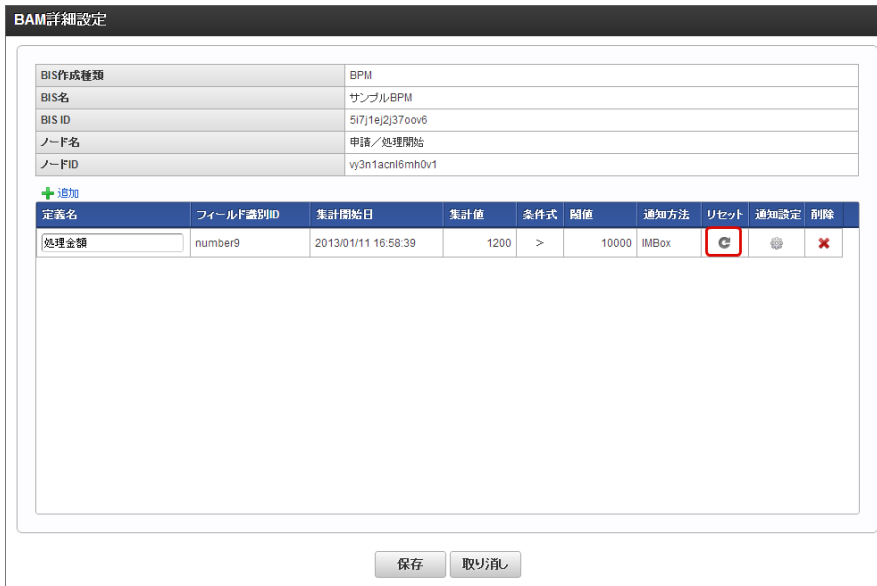 BAM詳細設定
BIS作成種類 BPM
BIS名 サンプルBPM
BIS ID 5i7j1ej2j37oov6
ノード名 申請／処理開始
ノードID vy3n1acnl6mh0v1
追加
定義名 フィールド識別ID 集計開始日 集計値 条件式 閾値 通知方法 リセット 通知設定 削除
処理金額 number9 2013/01/11 16:58:39 1200 > 10000 IMBox
保存 取り消し